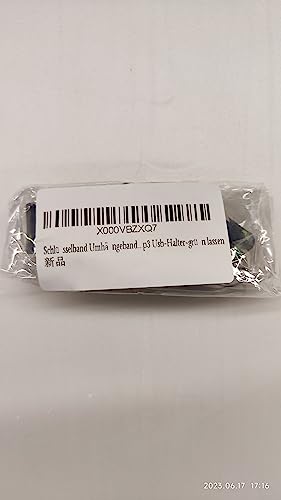 X000VBZXQ7
Schlü sselband Umhä ngeband...p3 Usb-Halter-grü n lassen
新品
2023.06.17 17:16